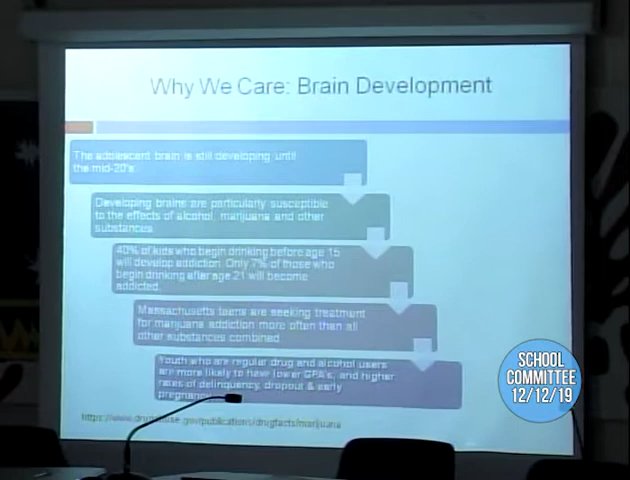 Why We Care: Brain Development
The adolescent brain is still developing until
the mid-20's
Developing brains are particularly susceptible
to the effects of alcohol, marijuana and other
substances
40% of kids who begin drinking before age 15
will develop addiction. Only 7% of those who
begin drinking after age 21 will become
addicted.
Massachusetts teens are seeking treatment
for marijuana addiction more often than all
other substances combined.
Youth who are regular drug and alcohol users
are more likely to have lower GPA's, and higher
rates of delinquency, dropout & early
pregnancy
https://www.drugabuse.gov/publications/drugfacts/marijuana
SCHOOL
COMMITTEE
12/12/19